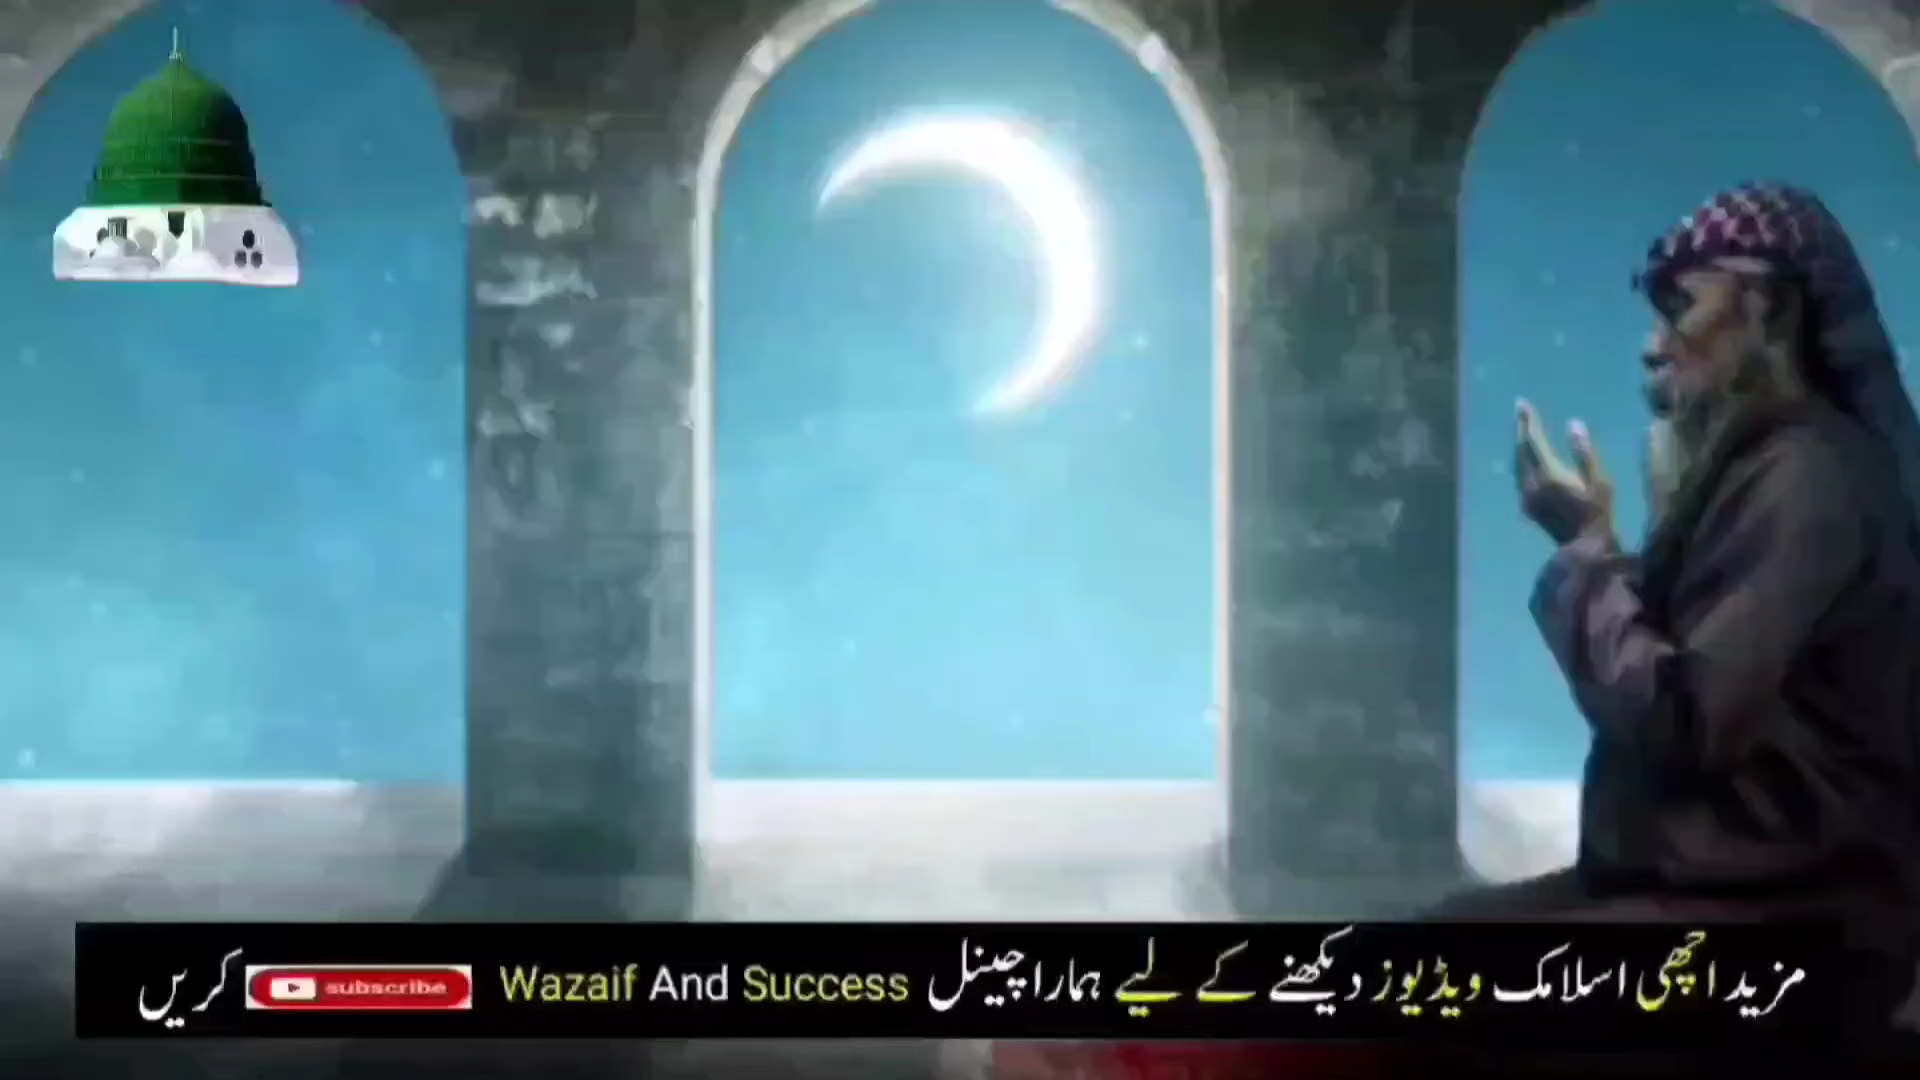 مزید اچھی اسلامک ویڈیوز دیکھنے کے لیے ہمارا چینل Wazaif And Success subscribe کریں